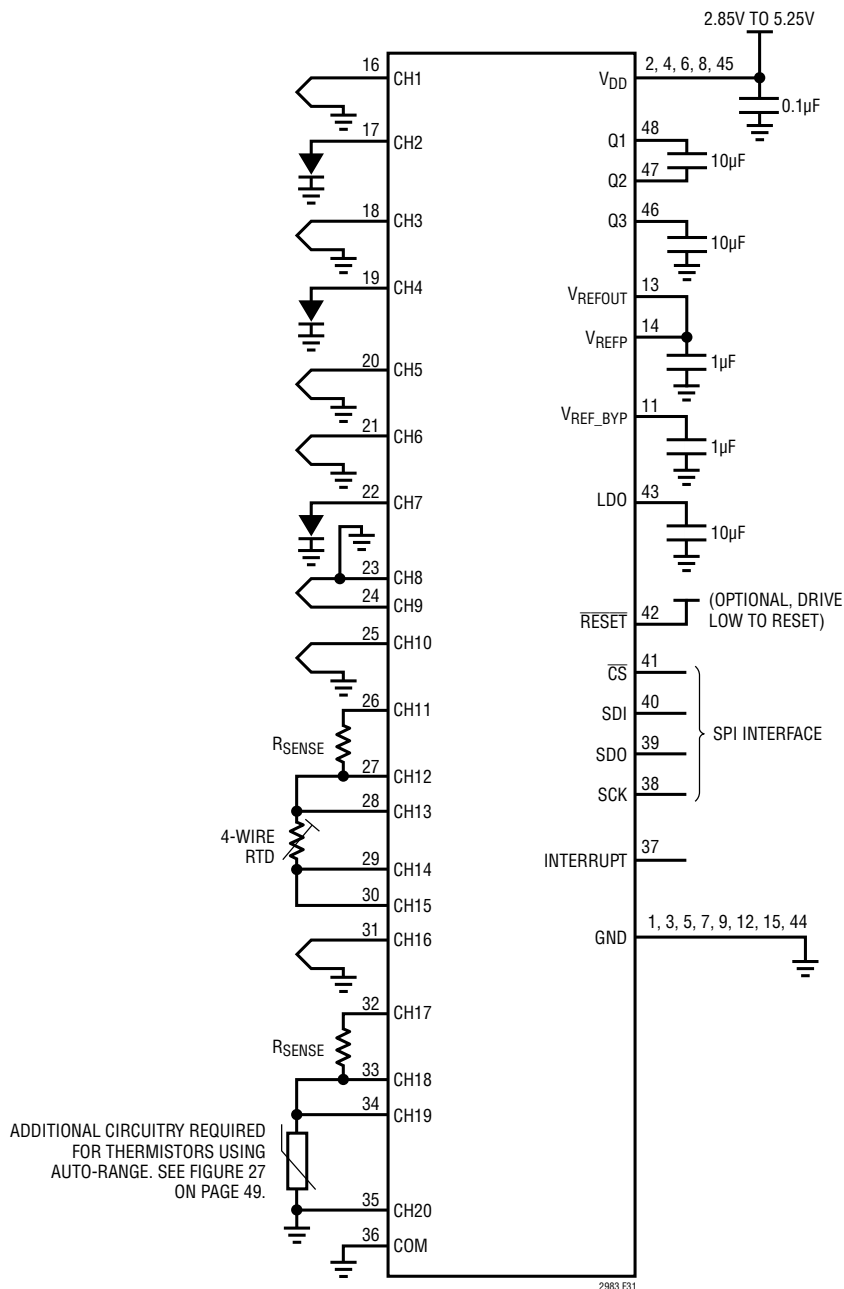 2.85V TO 5.25V
16 CH1
17 CH2
18 CH3
19 CH4
20 CH5
21 CH6
22 CH7
23 CH8
24 CH9
25 CH10
26 CH11
RSENSE
27 CH12
28 CH13
4-WIRE
RTD
29 CH14
30 CH15
31 CH16
32 CH17
RSENSE
33 CH18
34 CH19
ADDITIONAL CIRCUITRY REQUIRED
FOR THERMISTORS USING
AUTO-RANGE. SEE FIGURE 27
ON PAGE 49.
35 CH20
36 COM
VDD 2, 4, 6, 8, 45
0.1µF
Q1 48
10µF
Q2 47
Q3 46
10µF
VREFOUT 13
VREFP 14
1µF
VREF_BYP 11
1µF
LDO 43
10µF
RESET 42
(OPTIONAL, DRIVE
LOW TO RESET)
CS 41
SDI 40
SPI INTERFACE
SDO 39
SCK 38
INTERRUPT 37
GND 1, 3, 5, 7, 9, 12, 15, 44
2983 F31